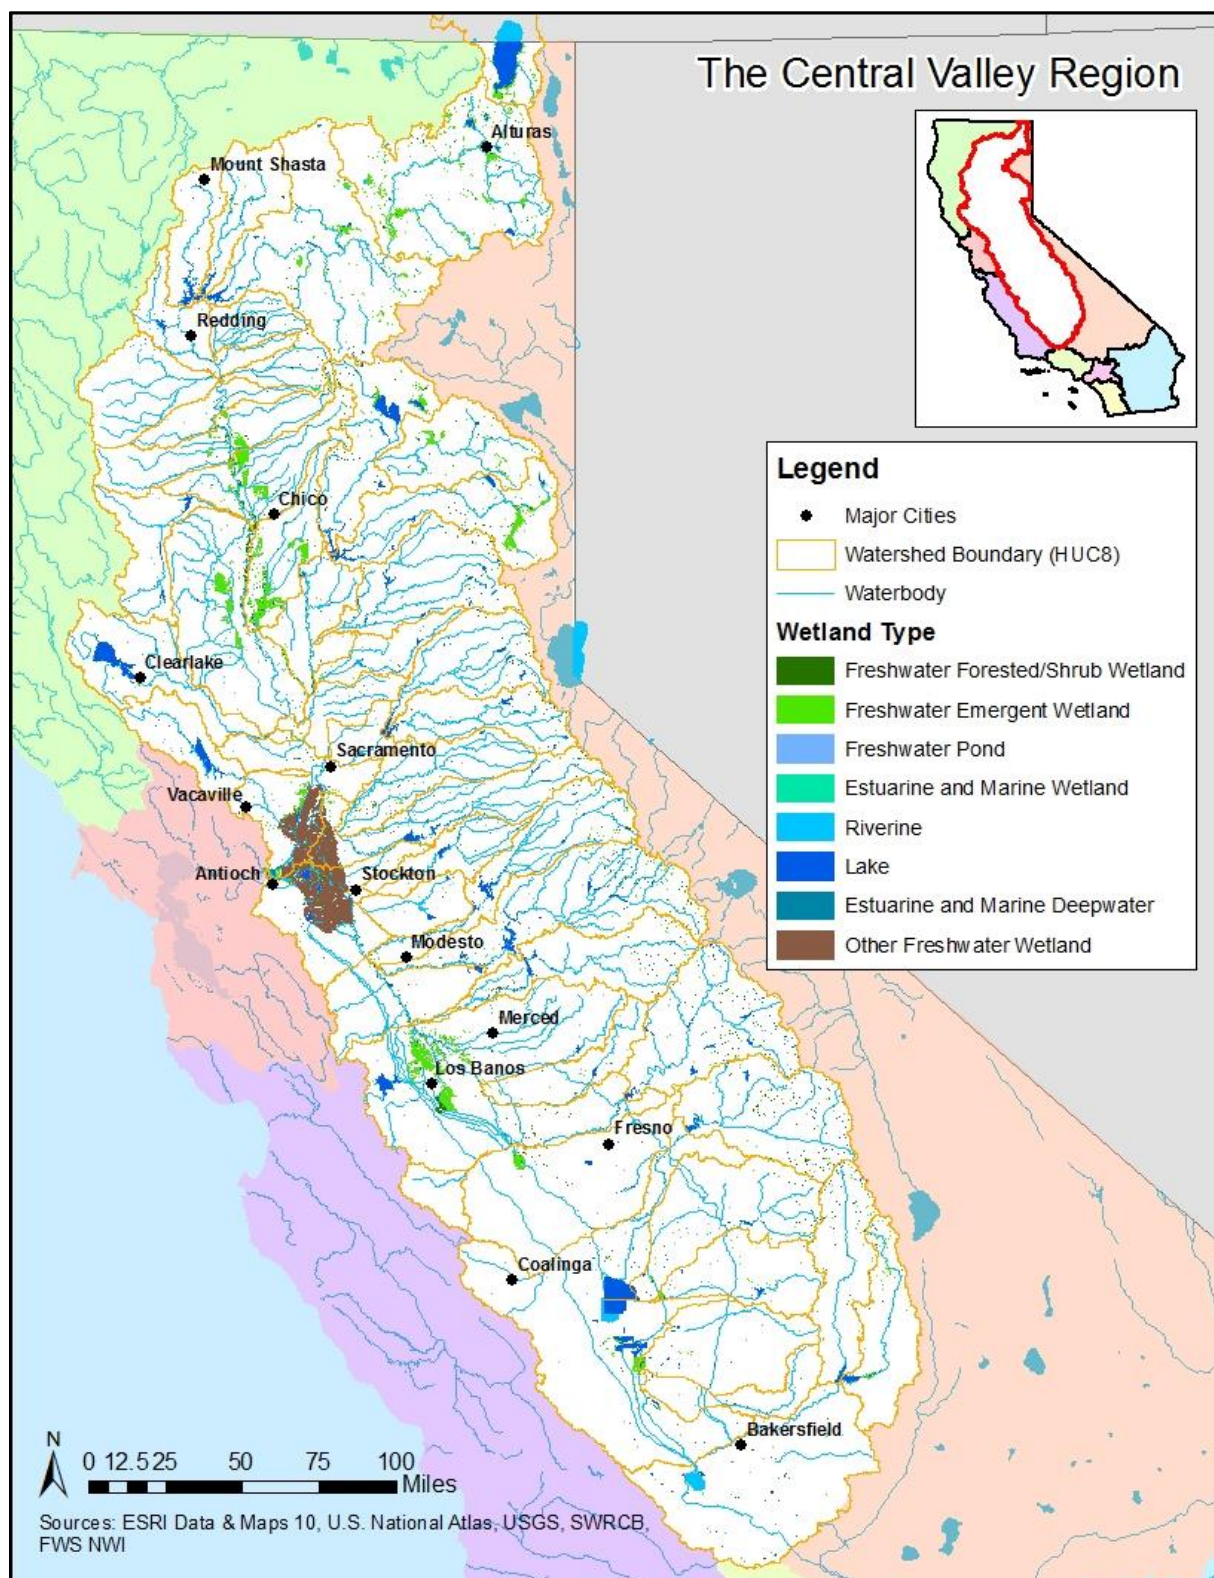 The Central Valley Region
Alturas
Mount Shasta
Redding
Chico
Clearlake
Sacramento
Vacaville
Antioch
Stockton
Modesto
Merced
Los Banos
Fresno
Coalinga
Bakersfield
Legend
Major Cities
Watershed Boundary (HUC8)
Waterbody
Wetland Type
Freshwater Forested/Shrub Wetland
Freshwater Emergent Wetland
Freshwater Pond
Estuarine and Marine Wetland
Riverine
Lake
Estuarine and Marine Deepwater
Other Freshwater Wetland
N
0 12.5 25 50 75 100
Miles
Sources: ESRI Data & Maps 10, U.S. National Atlas, USGS, SWRCB,
FWS NWI